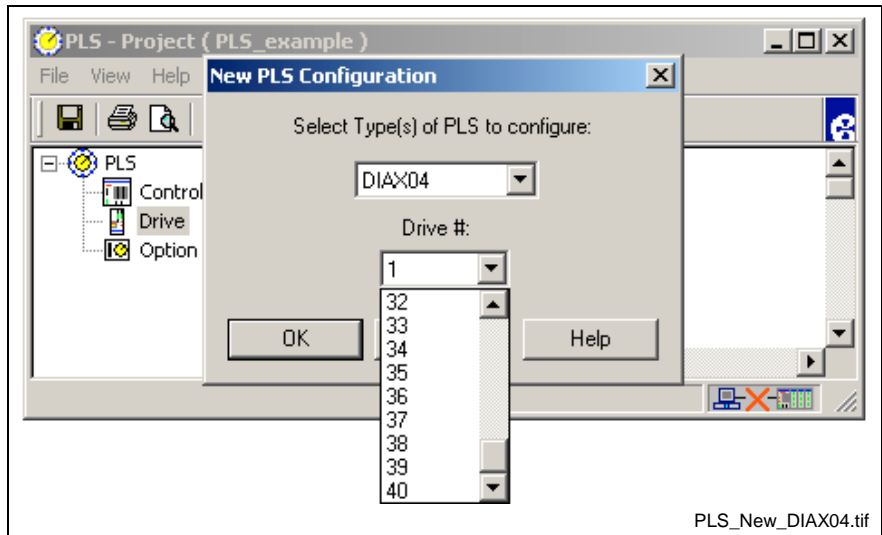 PLS - Project ( PLS_example )
File View Help
New PLS Configuration
Select Type(s) of PLS to configure:
DIAX04
Drive #:
1
32
33
34
35
36
37
38
39
40
OK
Help
PLS
Control
Drive
Option
PLS_New_DIAX04.tif